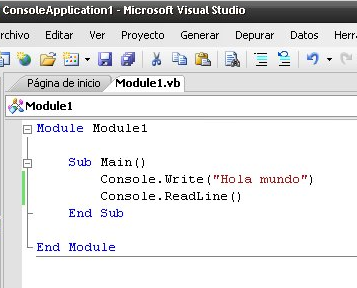 ConsoleApplication1 - Microsoft Visual Studio
rchivo Editar Ver Proyecto Generar Depurar Datos Herr
Página de inicio Module1.vb
Module1
Module Module1
Sub Main()
Console.Write("Hola mundo")
Console.ReadLine()
End Sub
End Module